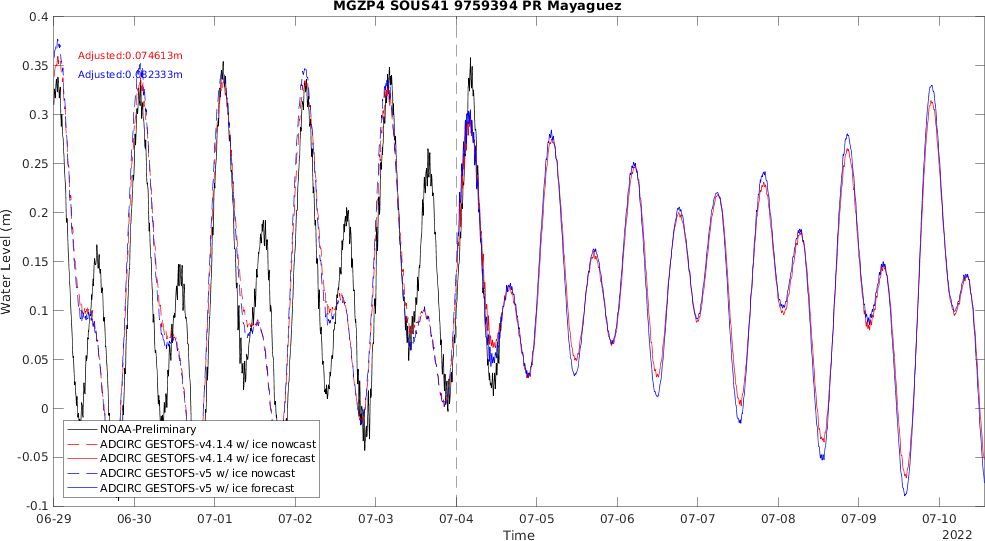 MGZP4 SOUS41 9759394 PR Mayaguez
0.4
0.35
0.3
0.25
0.2
0.15
0.1
0.05
0
-0.05
-0.1
Water Level (m)
Adjusted:0.074613m
Adjusted:0.082333m
NOAA-Preliminary
ADCIRC GESTOFS-v4.1.4 w/ ice nowcast
ADCIRC GESTOFS-v4.1.4 w/ ice forecast
ADCIRC GESTOFS-v5 w/ ice nowcast
ADCIRC GESTOFS-v5 w/ ice forecast
06-29 06-30 07-01 07-02 07-03 07-04 07-05 07-06 07-07 07-08 07-09 07-10
Time
2022